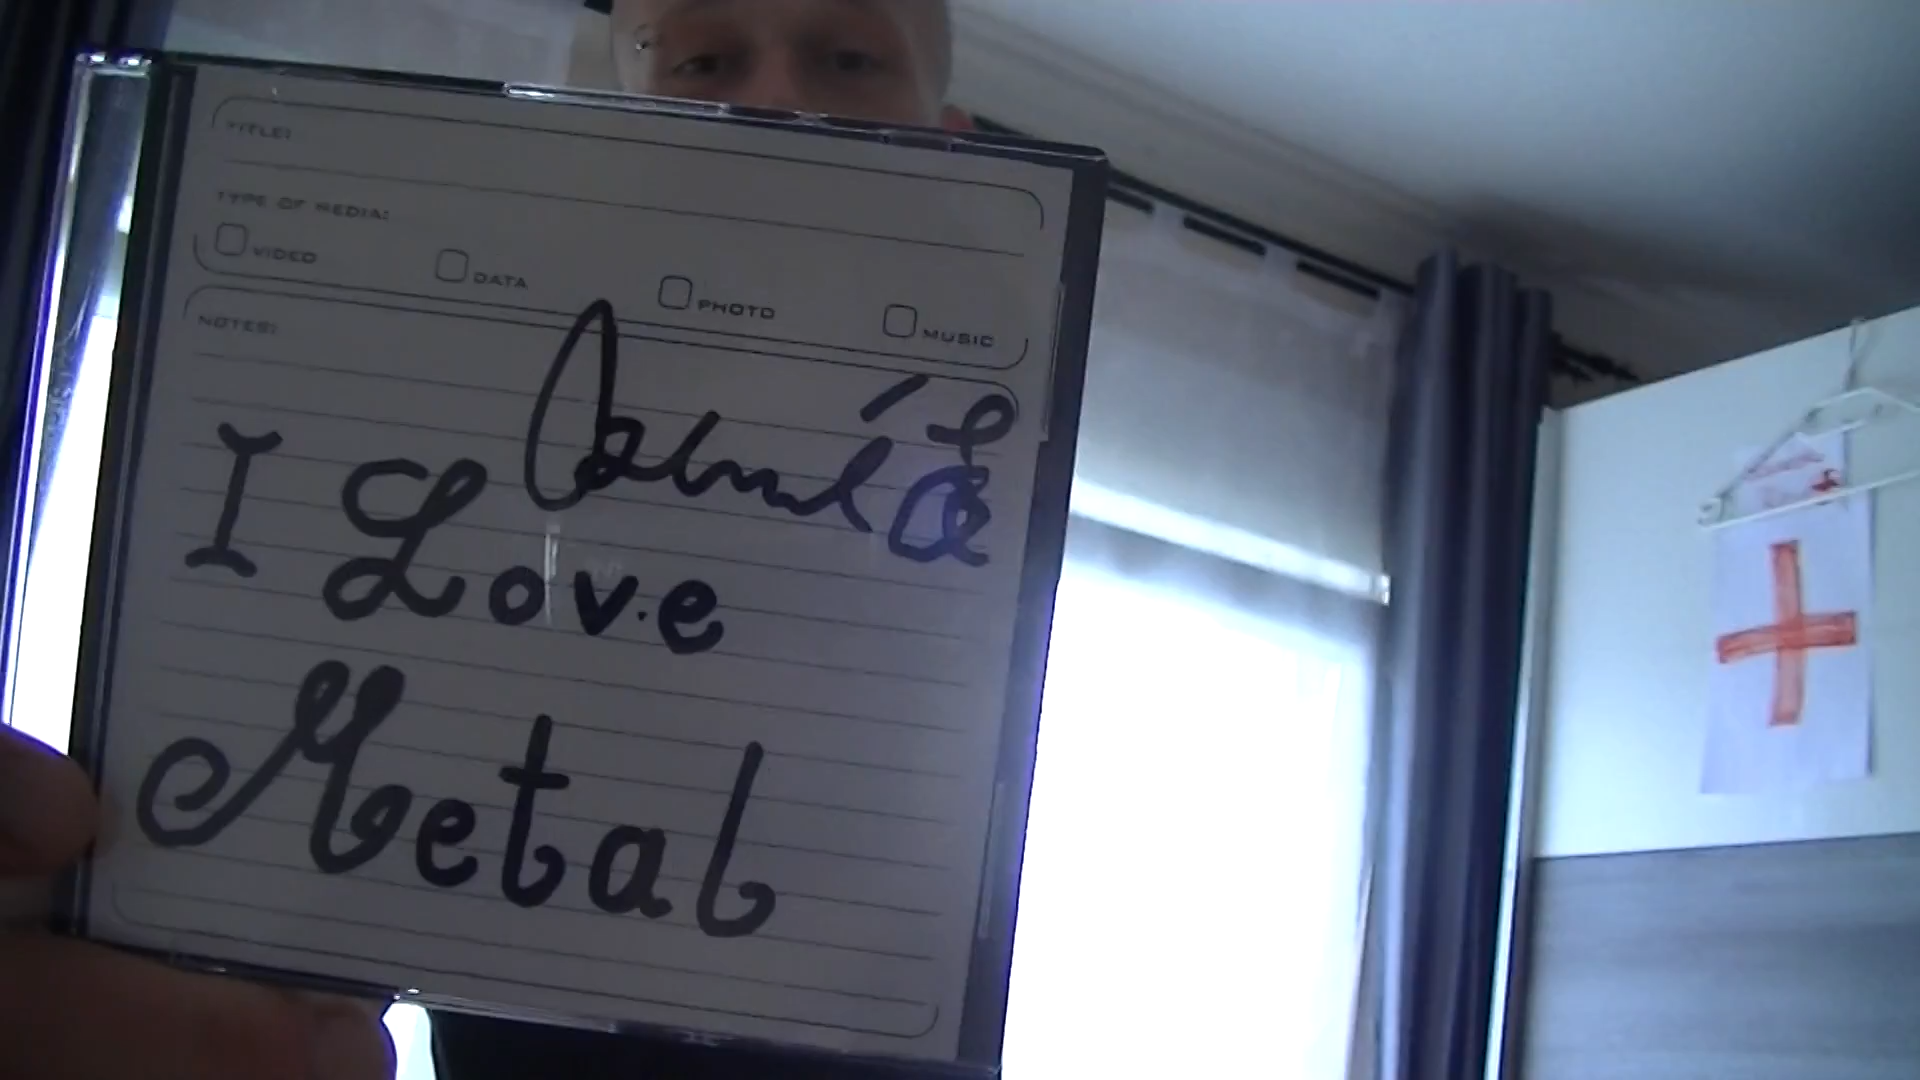 TITLE:
TYPE OF MEDIA:
VIDEO DATA PHOTO MUSIC
NOTES:
I Love
Metal